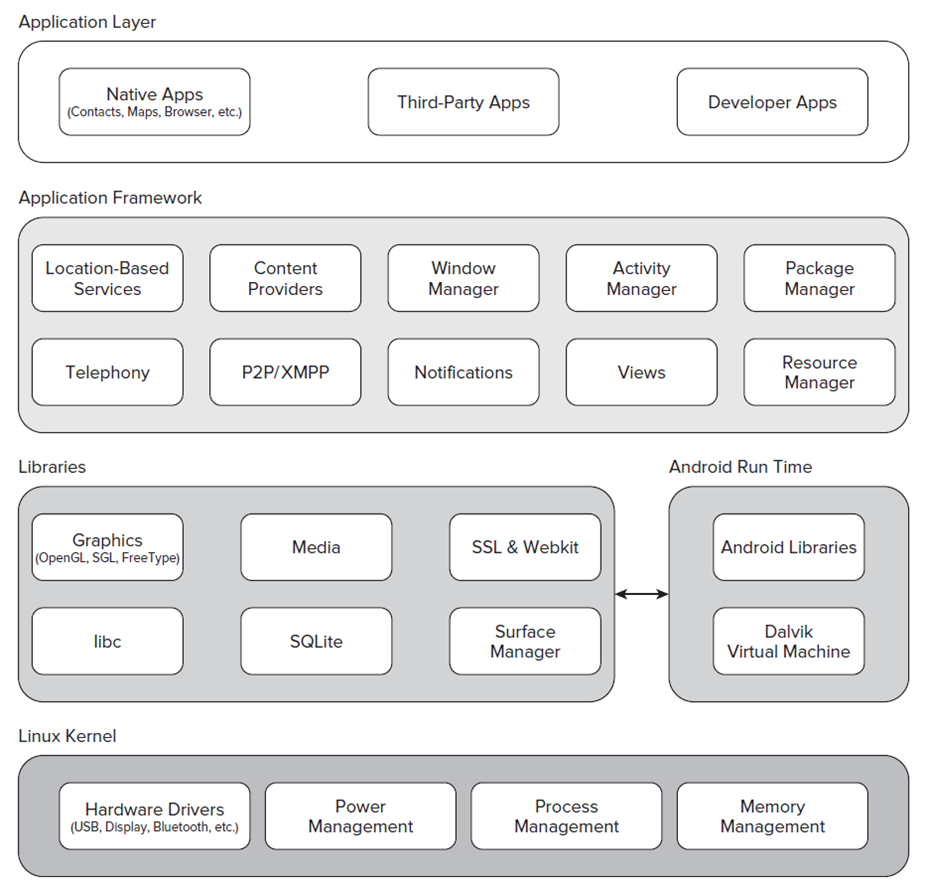 Application Layer
Native Apps
(Contacts, Maps, Browser, etc.)
Third-Party Apps
Developer Apps
Application Framework
Location-Based
Services
Content
Providers
Window
Manager
Activity
Manager
Package
Manager
Telephony
P2P/XMPP
Notifications
Views
Resource
Manager
Libraries
Graphics
(OpenGL, SGL, FreeType)
Media
SSL & Webkit
libc
SQLite
Surface
Manager
Android Run Time
Android Libraries
Dalvik
Virtual Machine
Linux Kernel
Hardware Drivers
(USB, Display, Bluetooth, etc.)
Power
Management
Process
Management
Memory
Management